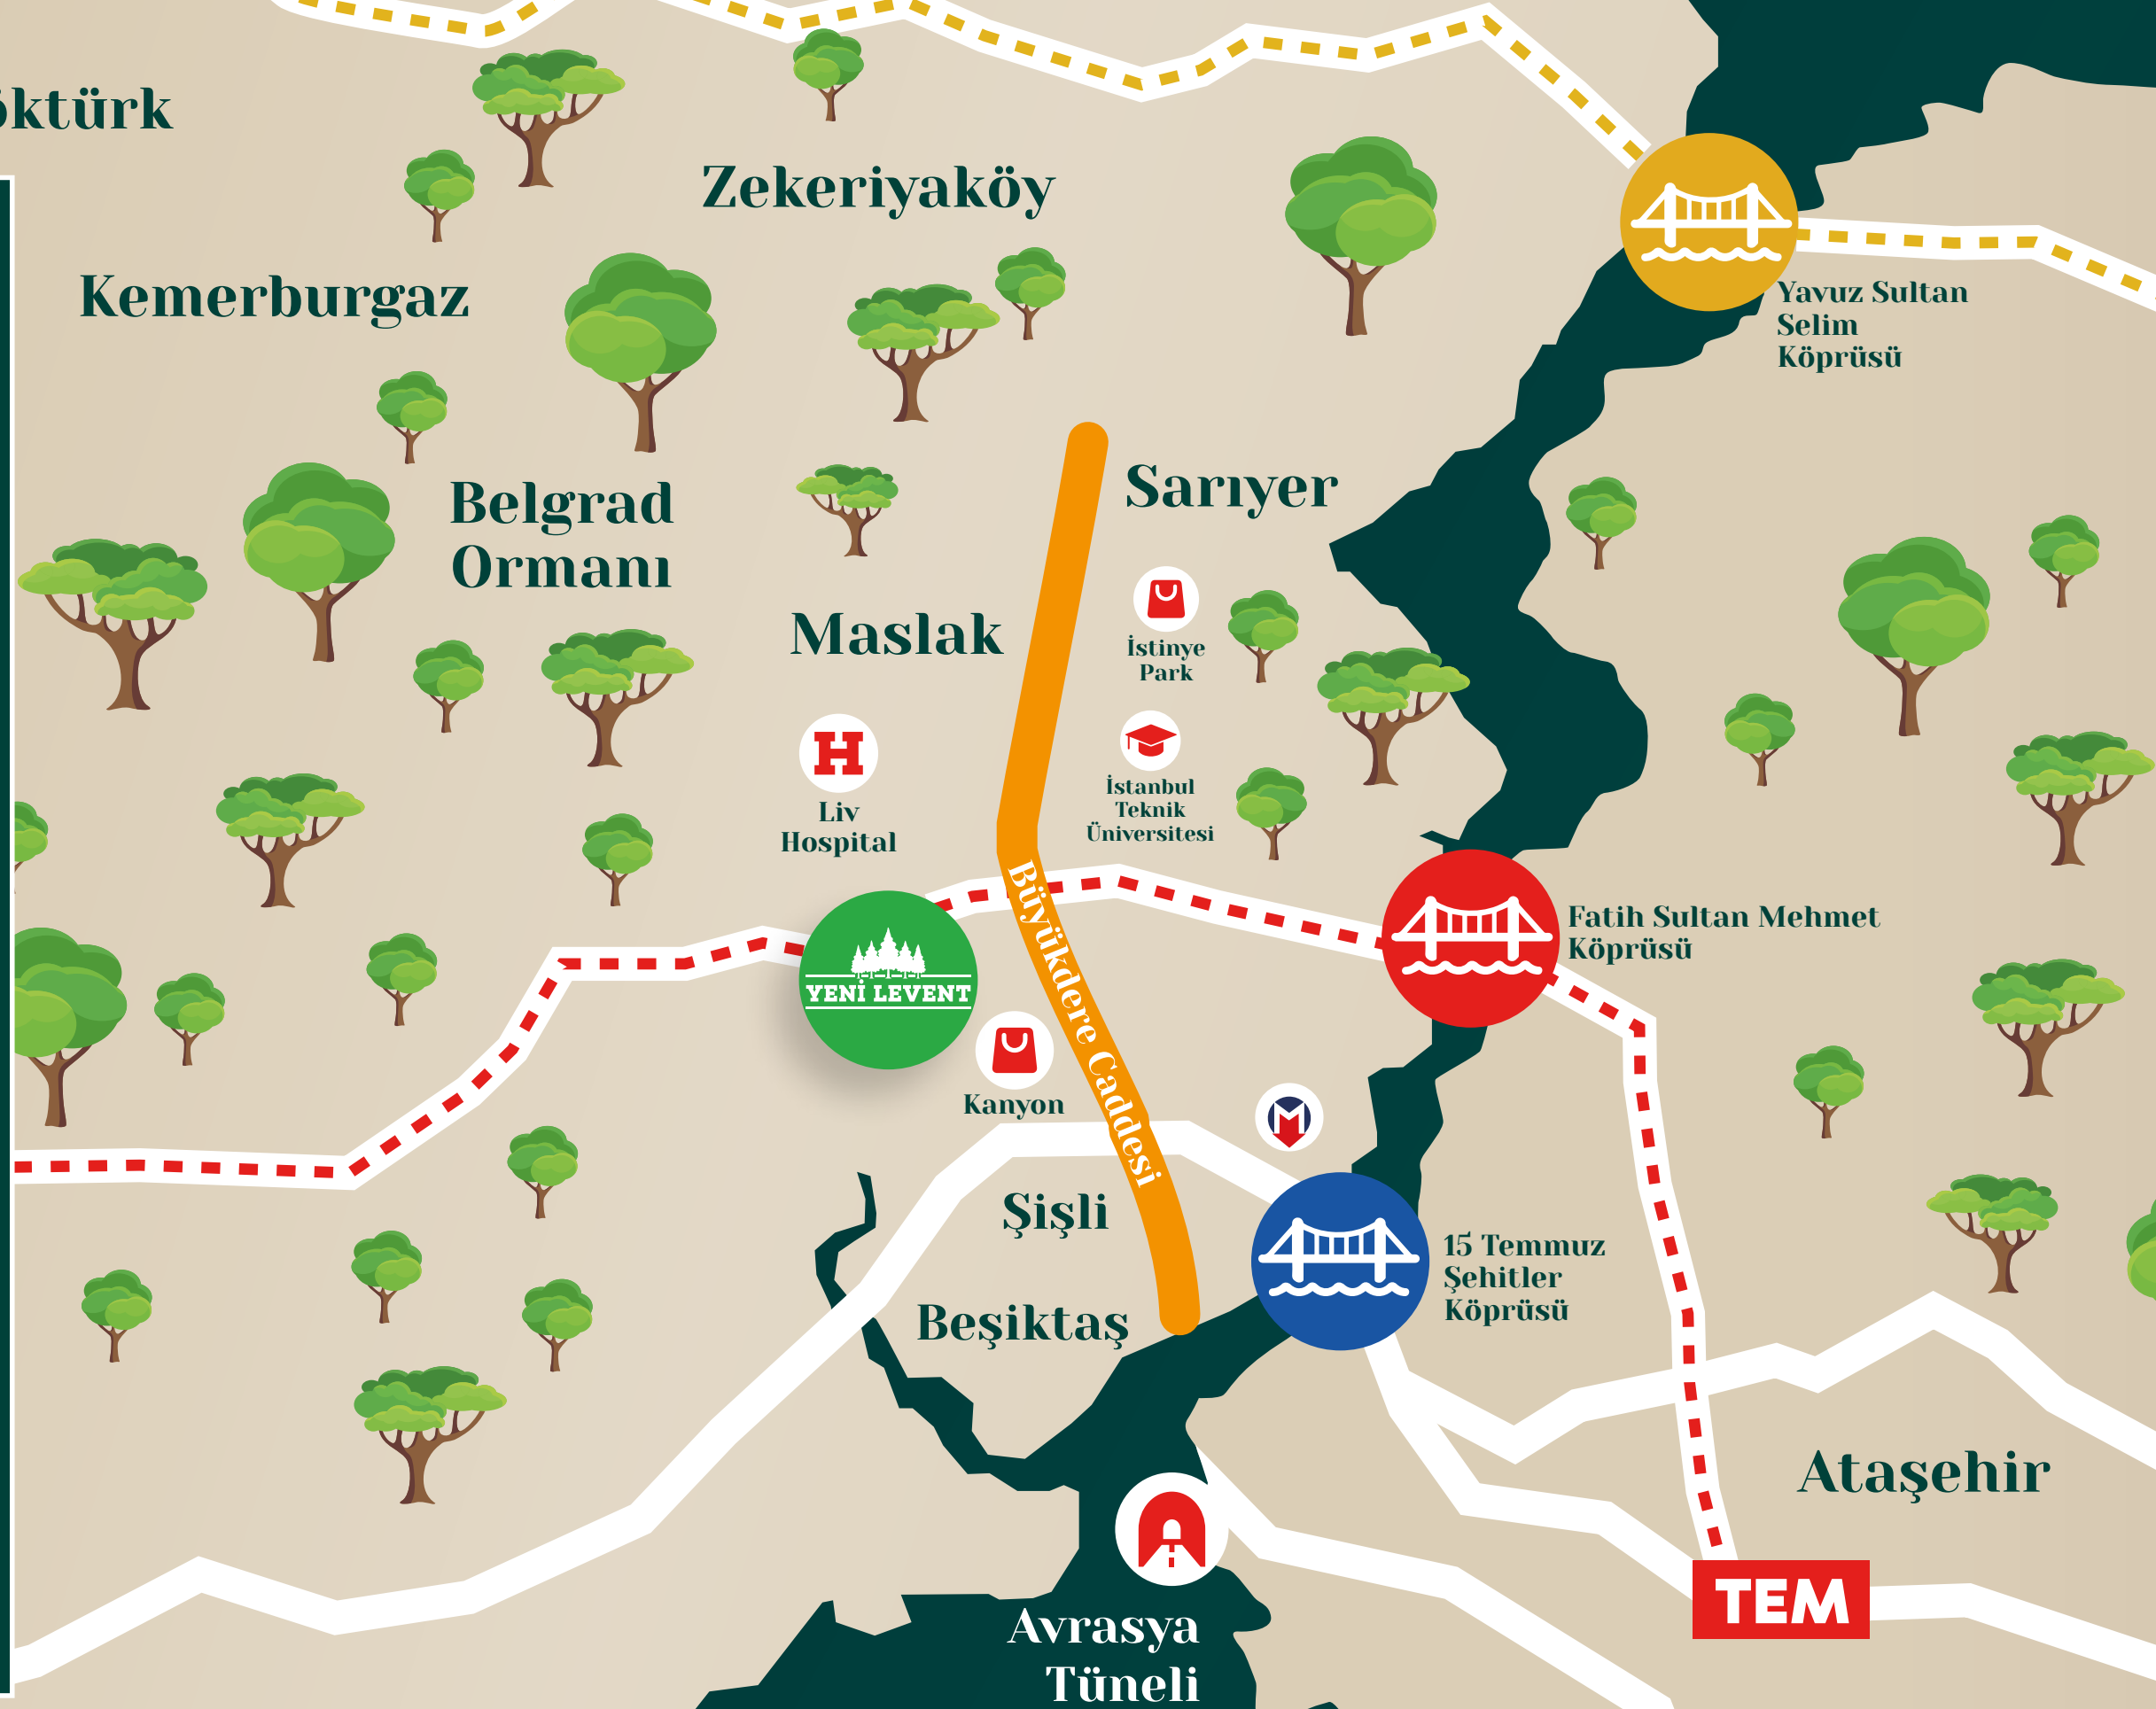 öktürk
Zekeriyaköy
Kemerburgaz
Yavuz Sultan
Selim
Köprüsü
Belgrad
Ormanı
Sarıyer
Maslak
İstinye
Park
Liv
Hospital
İstanbul
Teknik
Üniversitesi
Büyükdere Caddesi
YENİ LEVENT
Fatih Sultan Mehmet
Köprüsü
Kanyon
M
Şişli
15 Temmuz
Şehitler
Köprüsü
Beşiktaş
Ataşehir
TEM
Avrasya
Tüneli